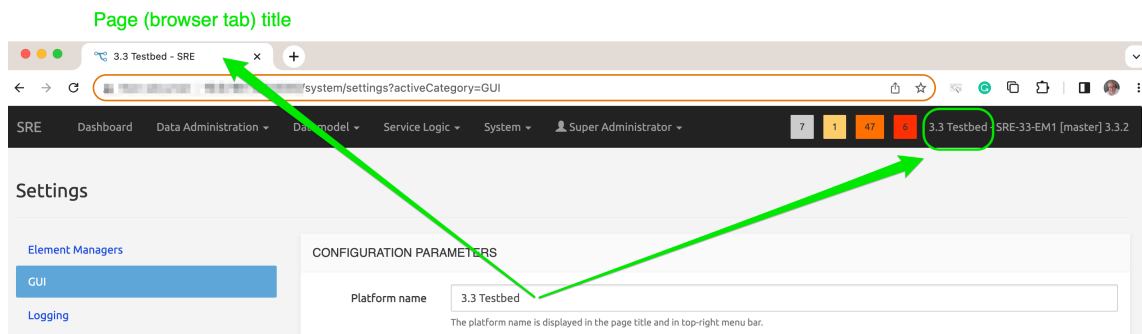 Page (browser tab) title
3.3 Testbed - SRE
/system/settings?activeCategory=GUI
SRE Dashboard Data Administration Datamodel Service Logic System Super Administrator 7 1 47 6 3.3 Testbed - SRE-33-EM1 [master] 3.3.2
Settings
Element Managers
CONFIGURATION PARAMETERS
GUI
Platform name 3.3 Testbed
Logging
The platform name is displayed in the page title and in top-right menu bar.